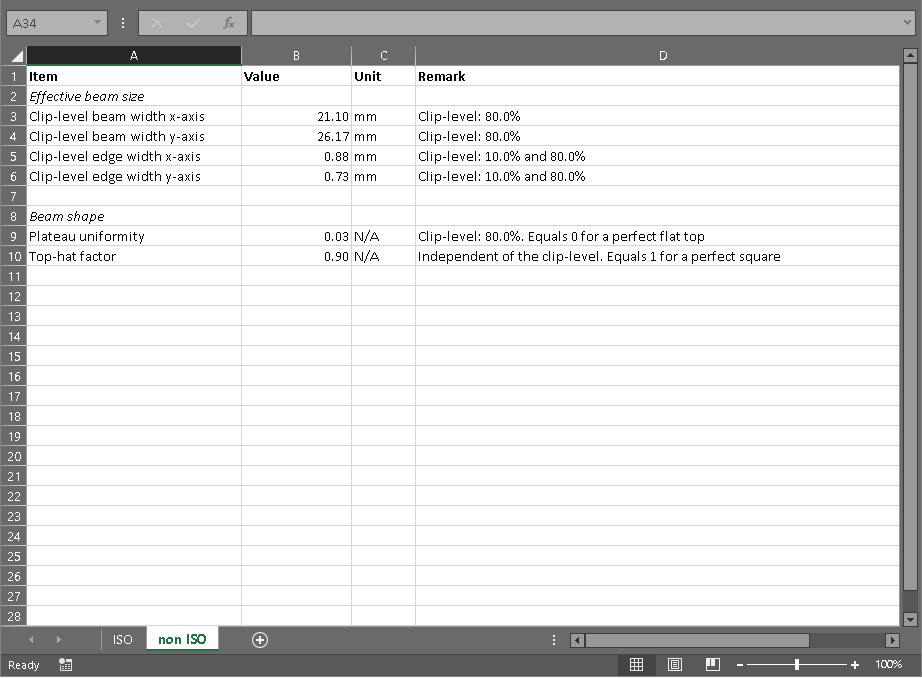 A34 fx
A B C D
1 Item Value Unit Remark
2 Effective beam size
3 Clip-level beam width x-axis 21.10 mm Clip-level: 80.0%
4 Clip-level beam width y-axis 26.17 mm Clip-level: 80.0%
5 Clip-level edge width x-axis 0.88 mm Clip-level: 10.0% and 80.0%
6 Clip-level edge width y-axis 0.73 mm Clip-level: 10.0% and 80.0%
7
8 Beam shape
9 Plateau uniformity 0.03 N/A Clip-level: 80.0%. Equals 0 for a perfect flat top
10 Top-hat factor 0.90 N/A Independent of the clip-level. Equals 1 for a perfect square
11
12
13
14
15
16
17
18
19
20
21
22
23
24
25
26
27
28
ISO non ISO
Ready 100%